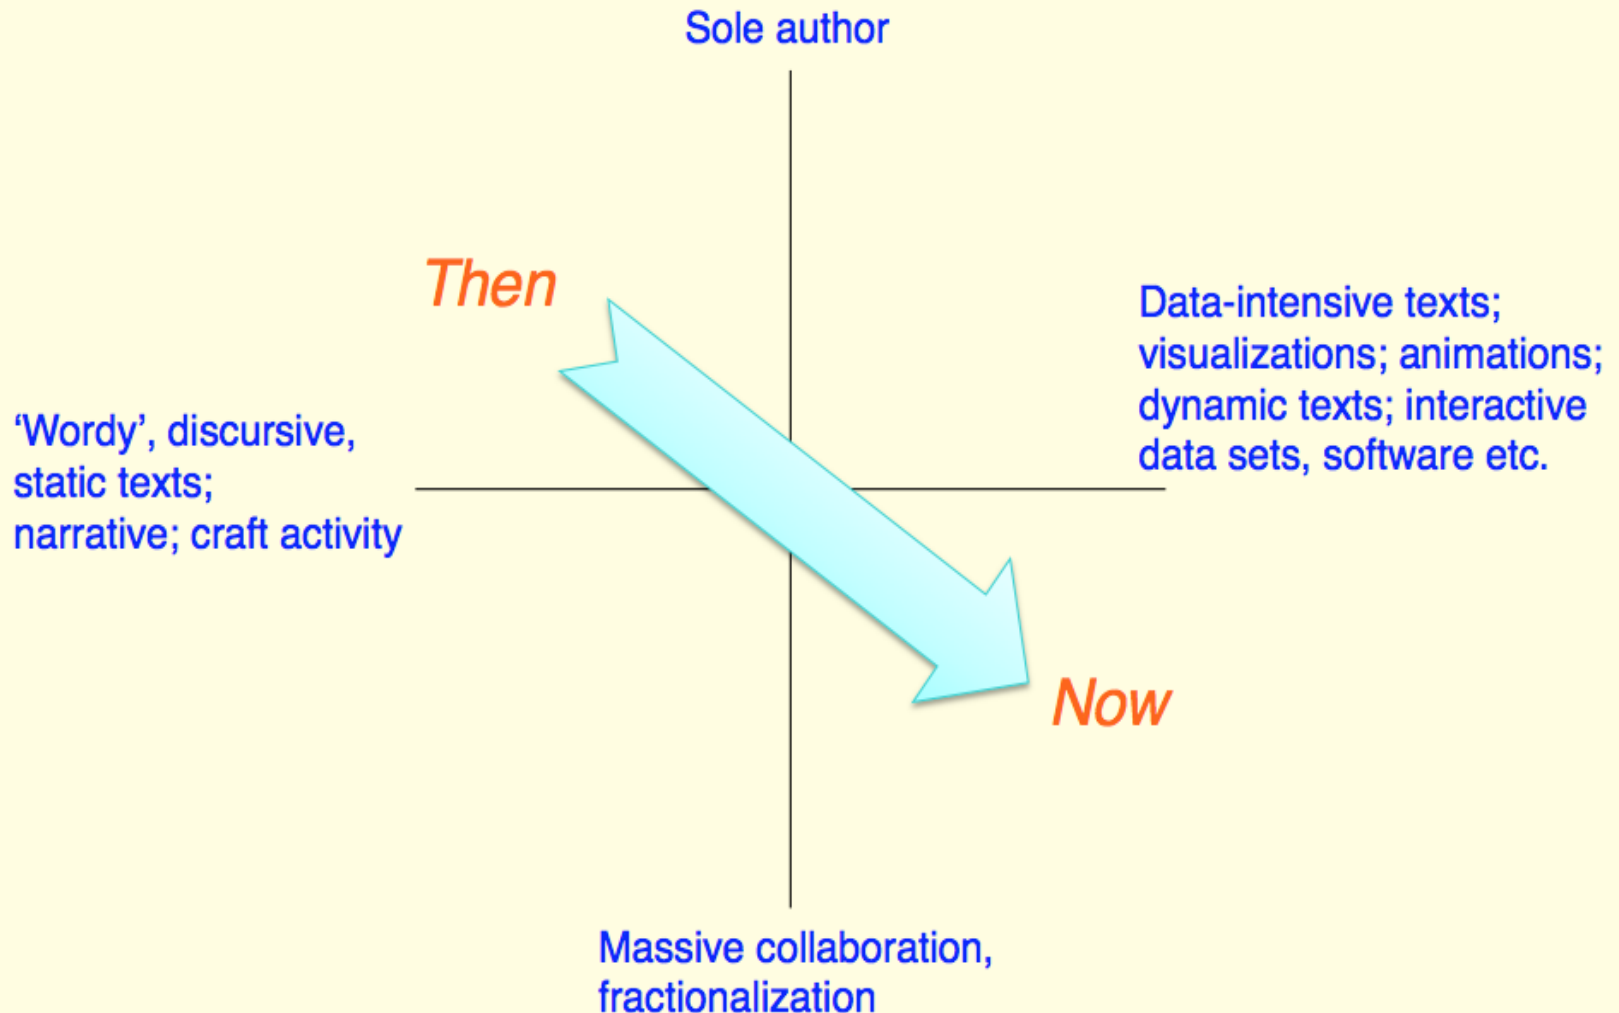 Sole author
Then
Data-intensive texts;
visualizations; animations;
dynamic texts; interactive
data sets, software etc.
‘Wordy’, discursive,
static texts;
narrative; craft activity
Now
Massive collaboration,
fractionalization